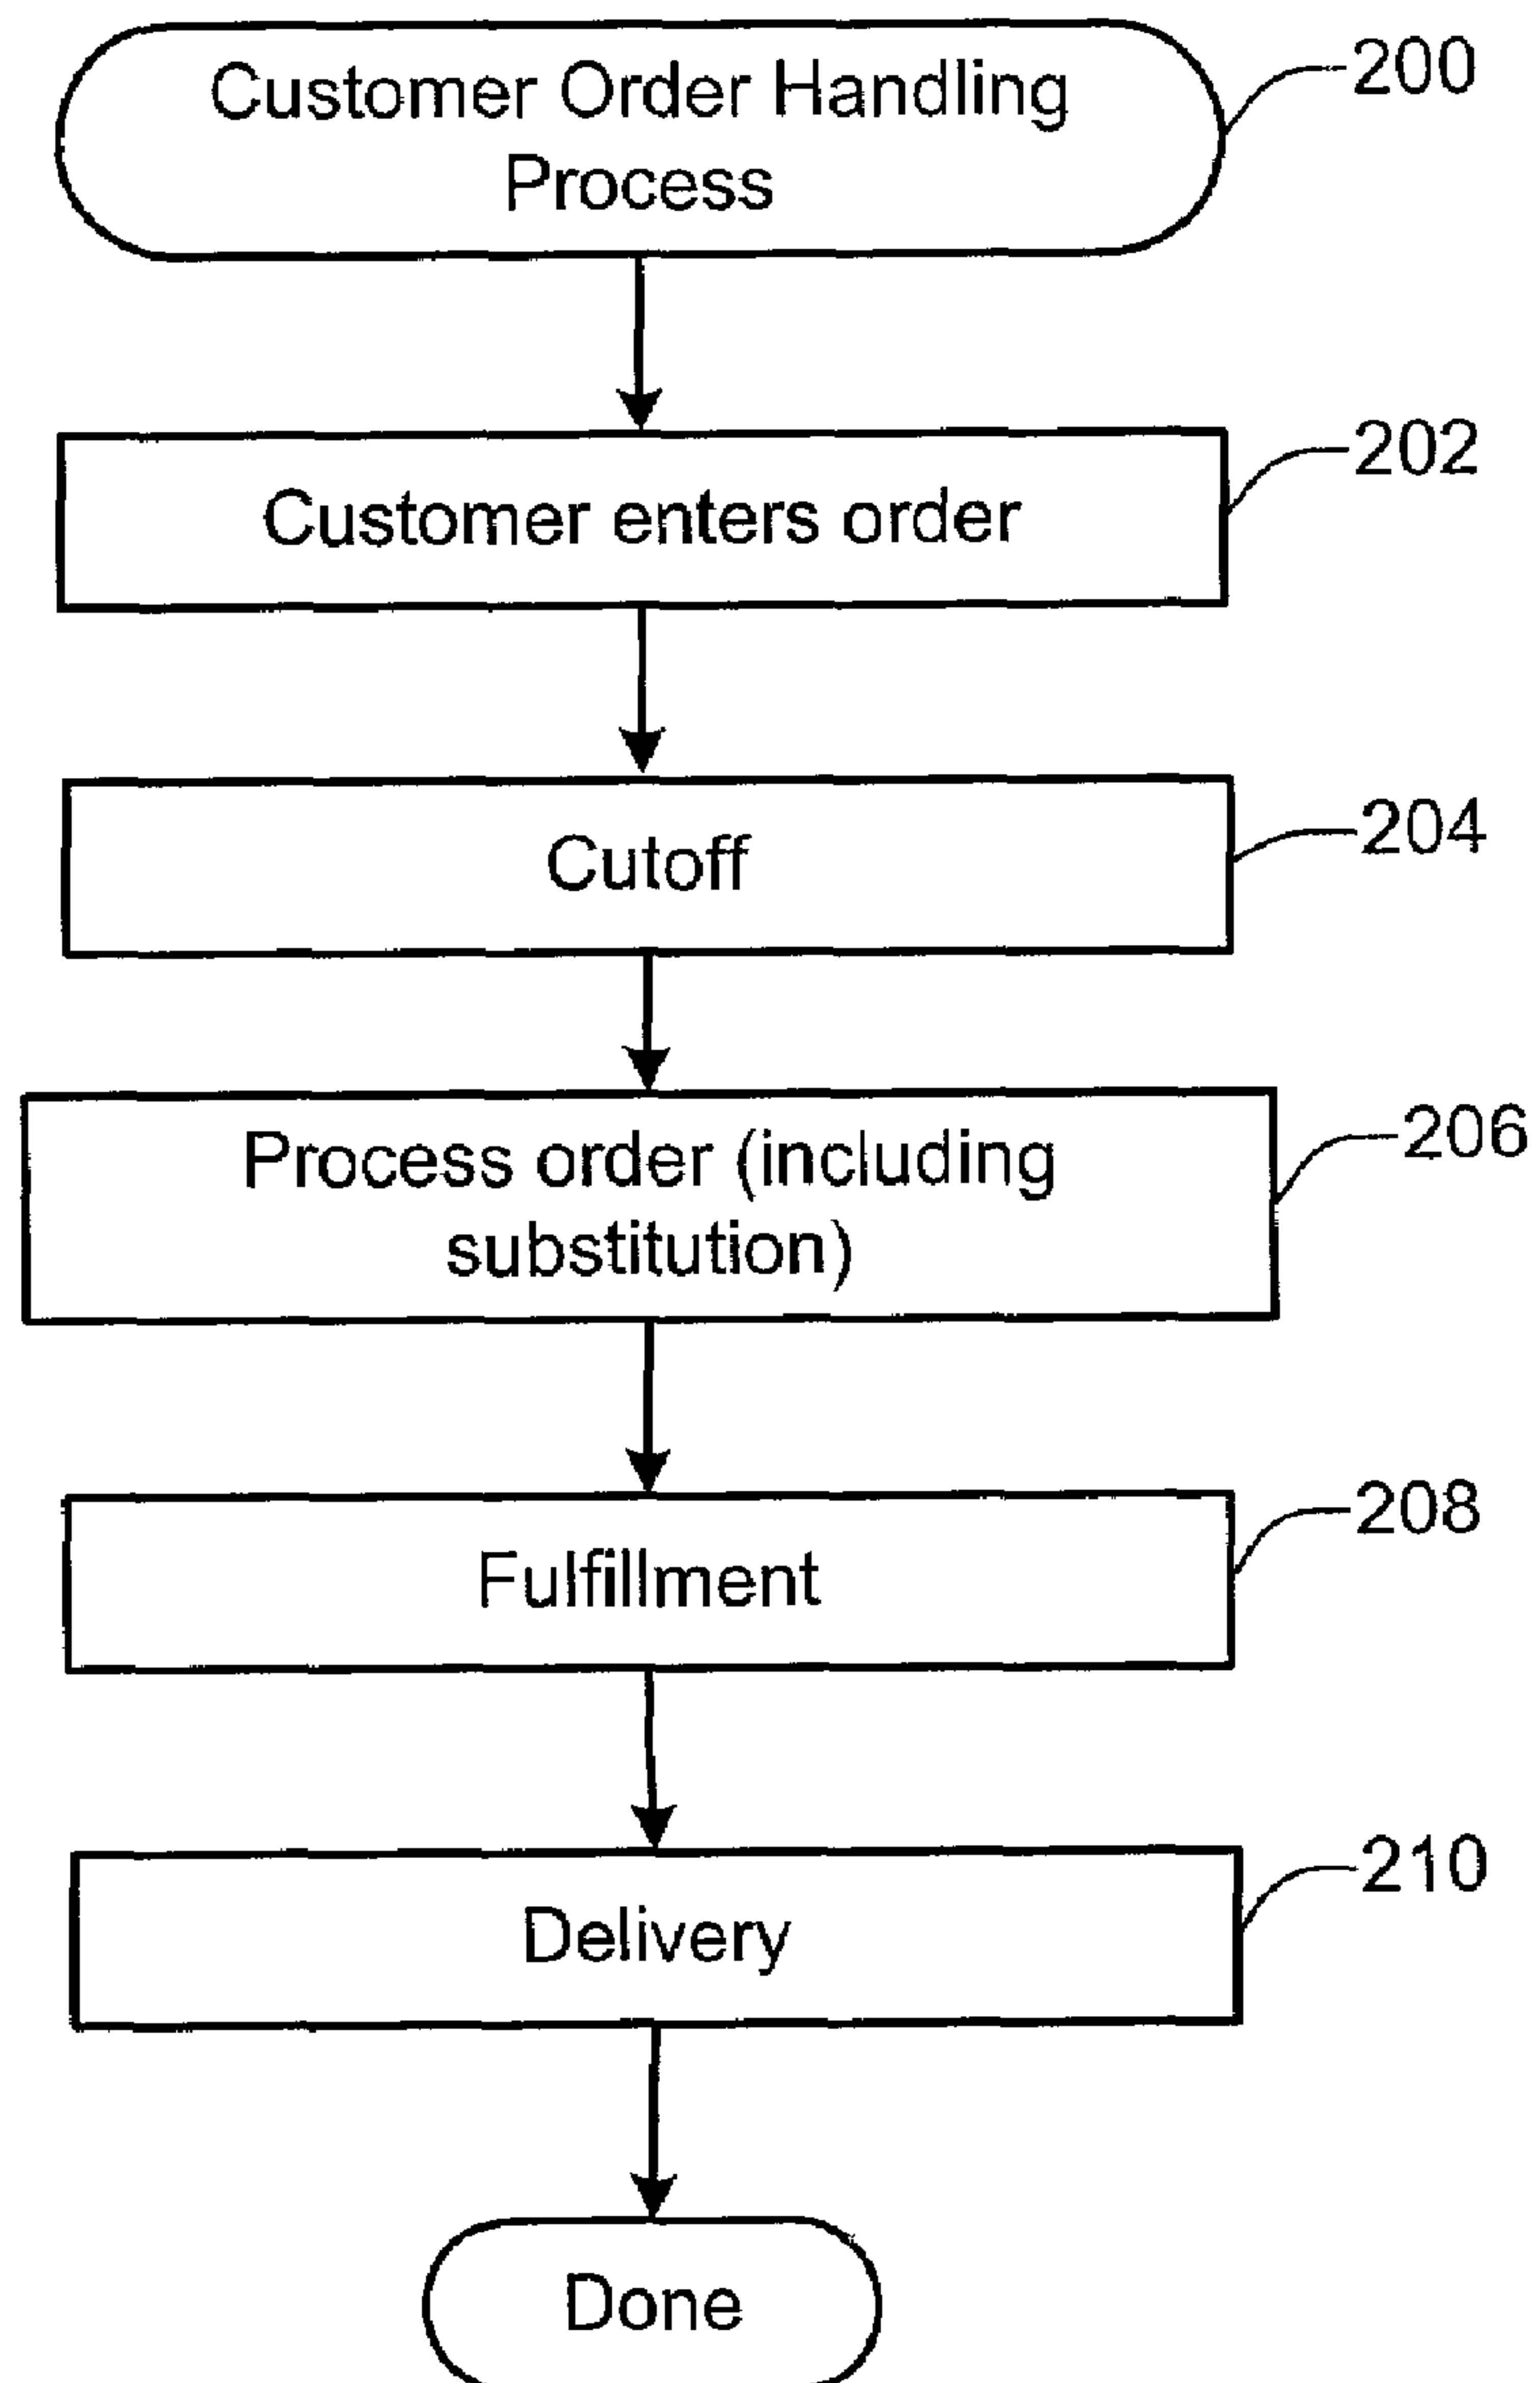 Customer Order Handling
Process
200
Customer enters order
202
Cutoff
204
Process order (including
substitution)
206
Fulfillment
208
Delivery
210
Done